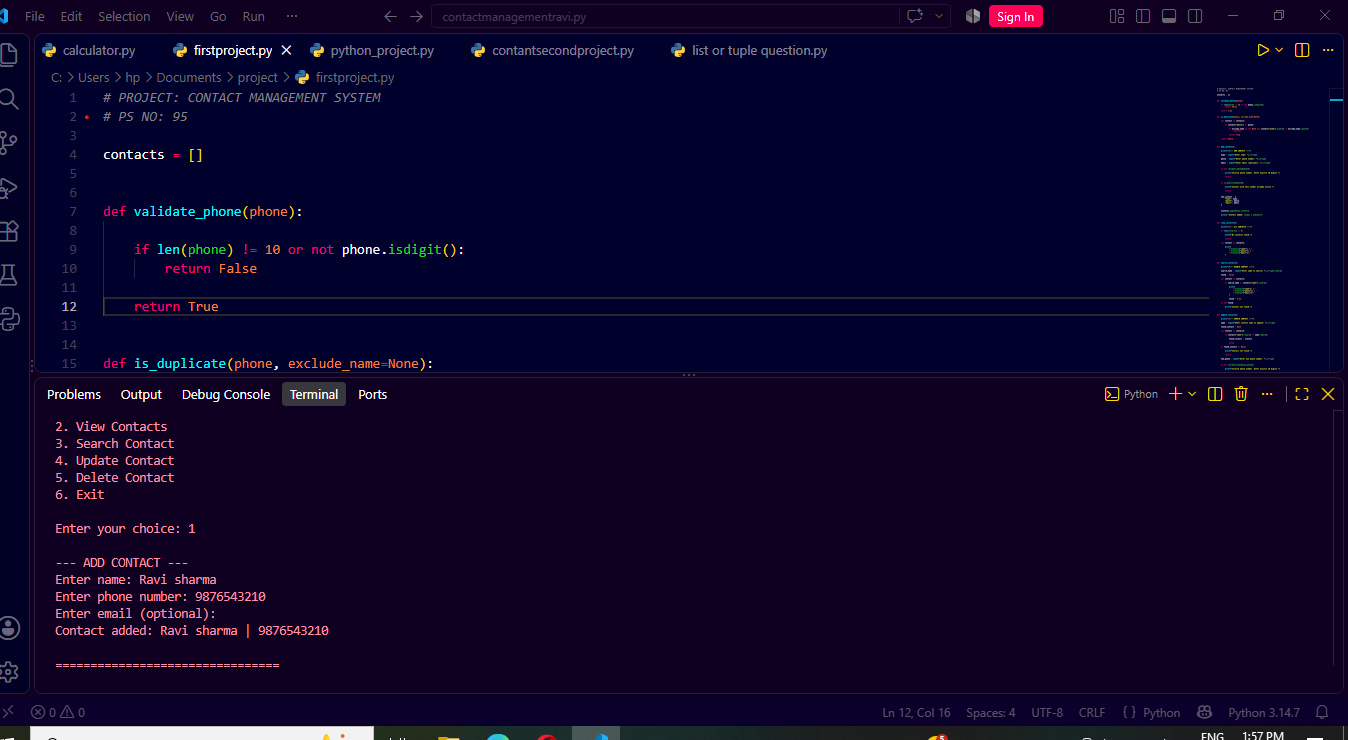 File Edit Selection View Go Run ··· contactmanagementravi.py Sign In
calculator.py firstproject.py python_project.py contantsecondproject.py list or tuple question.py
C: > Users > hp > Documents > project > firstproject.py
1 # PROJECT: CONTACT MANAGEMENT SYSTEM
2 # PS NO: 95
3
4 contacts = []
5
6
7 def validate_phone(phone):
8
9 if len(phone) != 10 or not phone.isdigit():
10 return False
11
12 return True
13
14
15 def is_duplicate(phone, exclude_name=None):
Problems Output Debug Console Terminal Ports Python
2. View Contacts
3. Search Contact
4. Update Contact
5. Delete Contact
6. Exit
Enter your choice: 1
--- ADD CONTACT ---
Enter name: Ravi sharma
Enter phone number: 9876543210
Enter email (optional):
Contact added: Ravi sharma | 9876543210
================================
0 0 Ln 12, Col 16 Spaces: 4 UTF-8 CRLF { } Python Python 3.14.7
5 ENG 1:57 PM